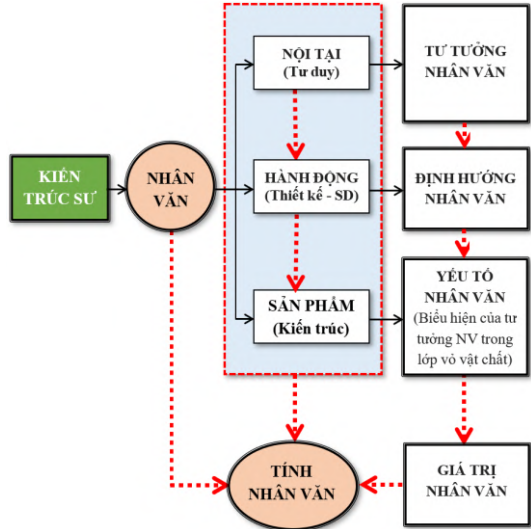 NỘI TẠI
(Tư duy)
TƯ TƯỞNG
NHÂN VĂN
KIẾN
TRÚC SƯ
NHÂN
VĂN
HÀNH ĐỘNG
(Thiết kế - SD)
ĐỊNH HƯỚNG
NHÂN VĂN
SẢN PHẨM
(Kiến trúc)
YẾU TỐ
NHÂN VĂN
(Biểu hiện của tư
tưởng NV trong
lớp vỏ vật chất)
TÍNH
NHÂN VĂN
GIÁ TRỊ
NHÂN VĂN